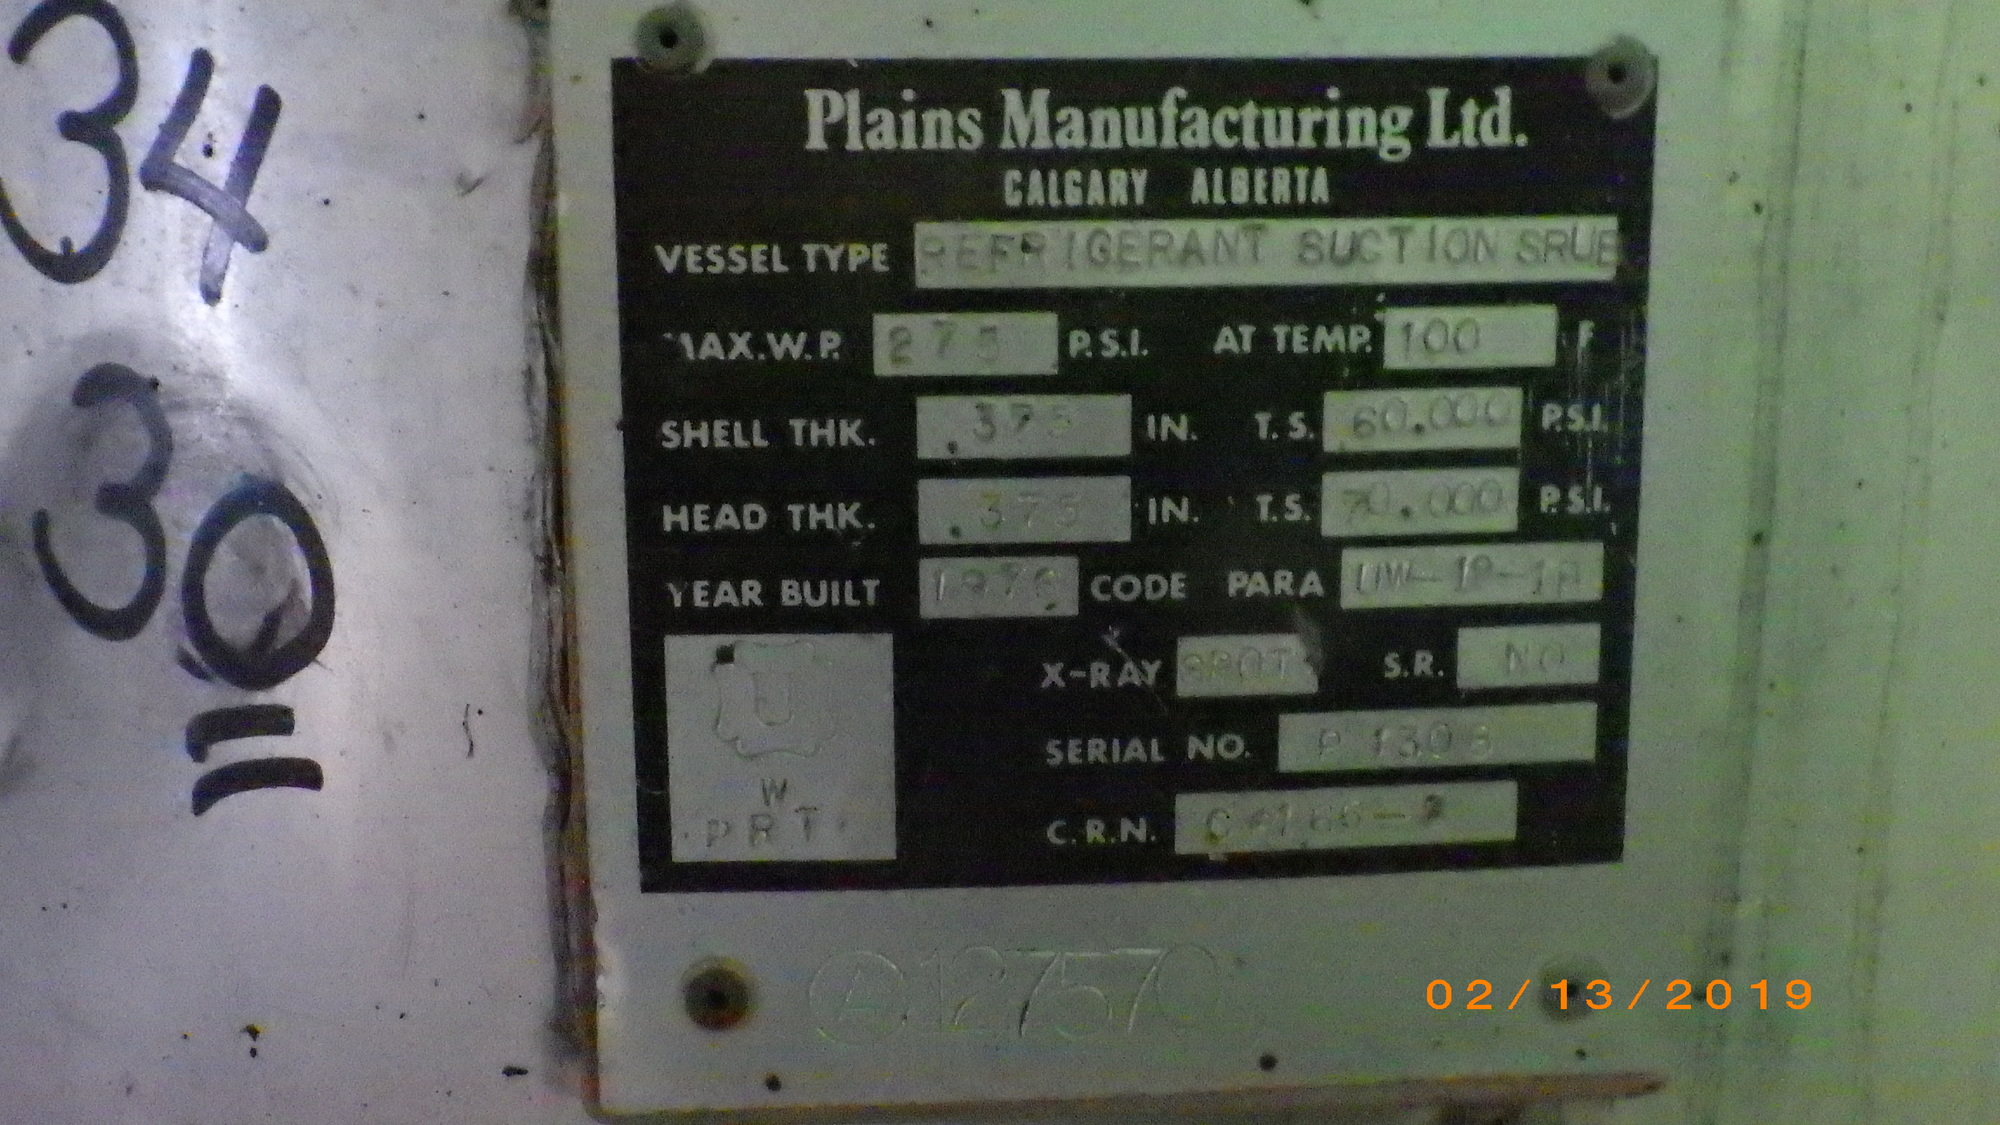 34
30"
Plains Manufacturing Ltd.
CALGARY ALBERTA
VESSEL TYPE REFRIGERANT SUCTION SRUB
MAX.W.P. 275 P.S.I. AT TEMP. 100 F
SHELL THK. .375 IN. T.S. 60.000 P.S.I.
HEAD THK. .375 IN. T.S. 70.000 P.S.I.
YEAR BUILT 1976 CODE PARA
X-RAY SPOT S.R. NO
U
W
PRT
SERIAL NO.
C.R.N.
02/13/2019